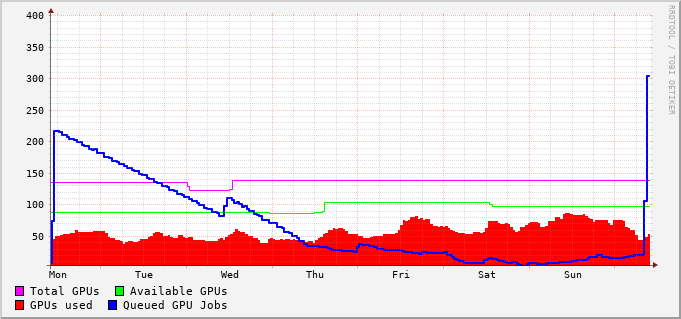 400
350
300
250
200
150
100
50
Mon Tue Wed Thu Fri Sat Sun
Total GPUs Available GPUs
GPUs used Queued GPU Jobs
RRDTOOL / TOBI OETIKER